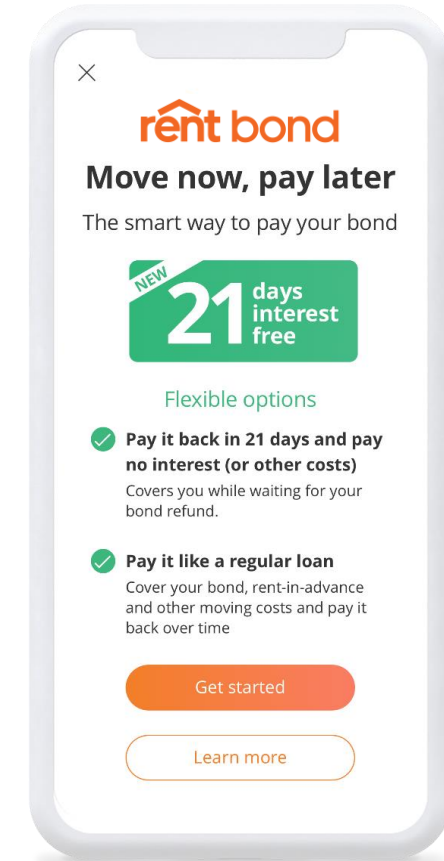 rent bond
Move now, pay later
The smart way to pay your bond
NEW
21
days
interest
free
Flexible options
Pay it back in 21 days and pay
no interest (or other costs)
Covers you while waiting for your
bond refund.
Pay it like a regular loan
Cover your bond, rent-in-advance
and other moving costs and pay it
back over time
Get started
Learn more